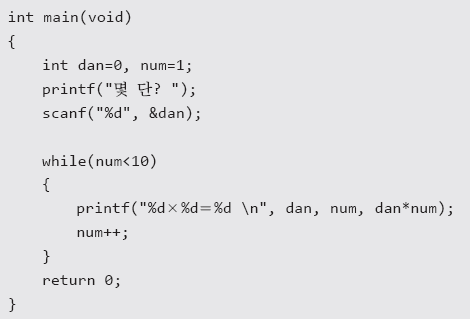 int main(void)
{
    int dan=0, num=1;
    printf("몇 단? ");
    scanf("%d", &dan);

    while(num<10)
    {
        printf("%d×%d=%d \n", dan, num, dan*num);
        num++;
    }
    return 0;
}